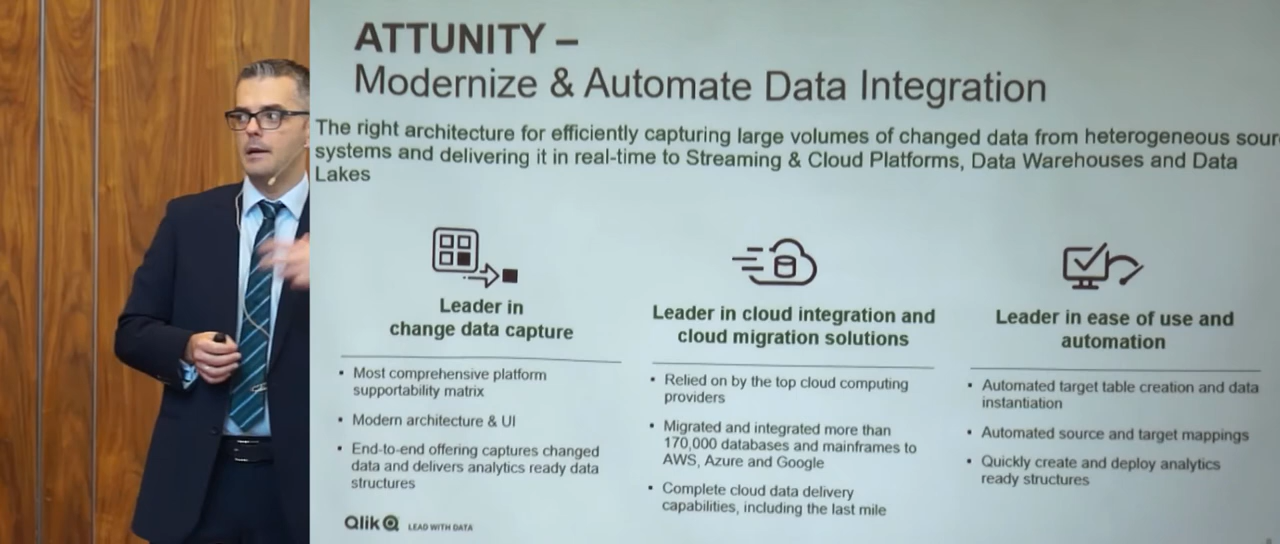 ATTUNITY –
Modernize & Automate Data Integration
The right architecture for efficiently capturing large volumes of changed data from heterogeneous
systems and delivering it in real-time to Streaming & Cloud Platforms, Data Warehouses and Data
Lakes
Leader in
change data capture
Most comprehensive platform
supportability matrix
Modern architecture & UI
End-to-end offering captures changed
data and delivers analytics ready data
structures
Leader in cloud integration and
cloud migration solutions
Relied on by the top cloud computing
providers
Migrated and integrated more than
170,000 databases and mainframes to
AWS, Azure and Google
Complete cloud data delivery
capabilities, including the last mile
Leader in ease of use and
automation
Automated target table creation and data
instantiation
Automated source and target mappings
Quickly create and deploy analytics
ready structures
Qlik LEAD WITH DATA